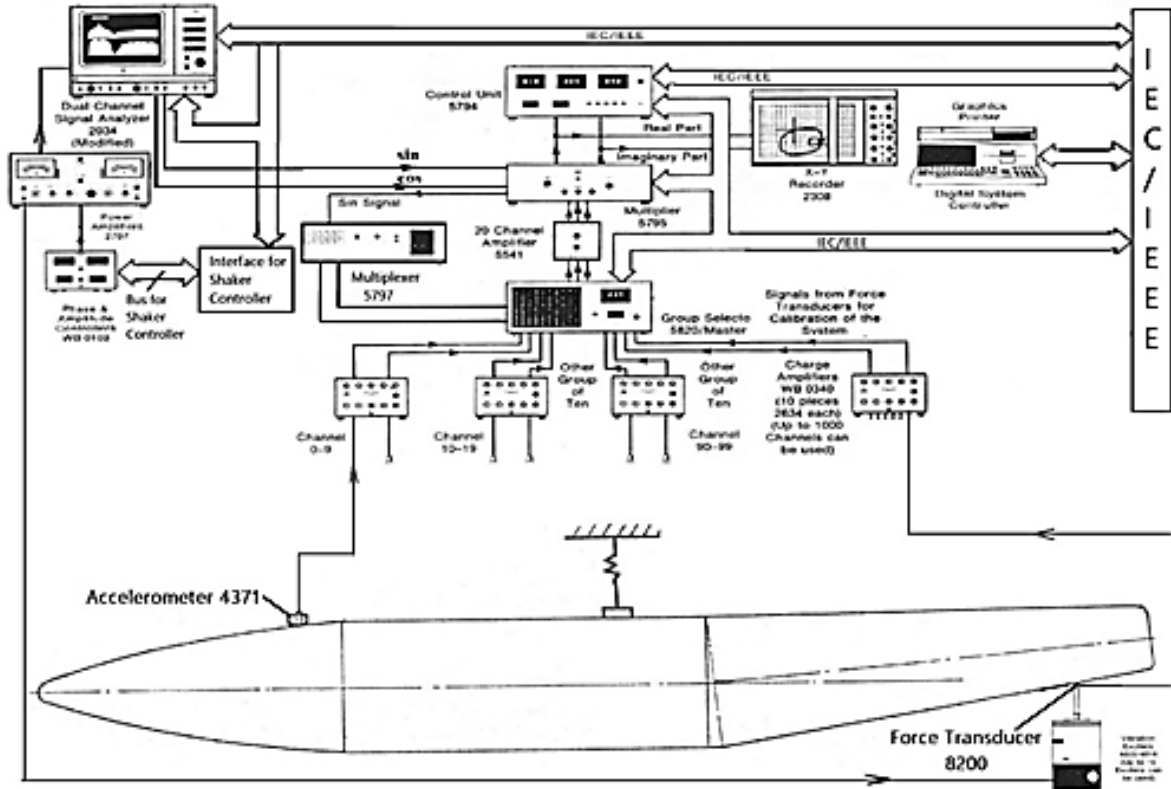 IEC/IEEE
Dual Channel
Signal Analyzer
2034
(Modified)
Control Unit
5794
IEC/IEEE
Real Part
Imaginary Part
X-Y
Recorder
2308
Graphics
Printer
Digital System
Controller
IEC/IEEE
sin
cos
Sin Signal
Multiplier
5795
Power
Amplifiers
2707
20 Channel
Amplifier
5541
IEC/IEEE
Multiplexer
5797
Interface for
Shaker
Controller
Bus for
Shaker
Controller
Phase &
Amplitude
Controllers
Group Selecto
5820/Master
Signals from Force
Transducers for
Calibration of the
System
Other
Group
of
Ten
Other
Group
of
Ten
Charge
Amplifiers
WB 0340
(10 pieces
2634 each)
(Up to 1000
Channels can
be used)
Channel
0-9
Channel
10-19
Channel
90-99
Accelerometer 4371
Force Transducer
8200
Vibration